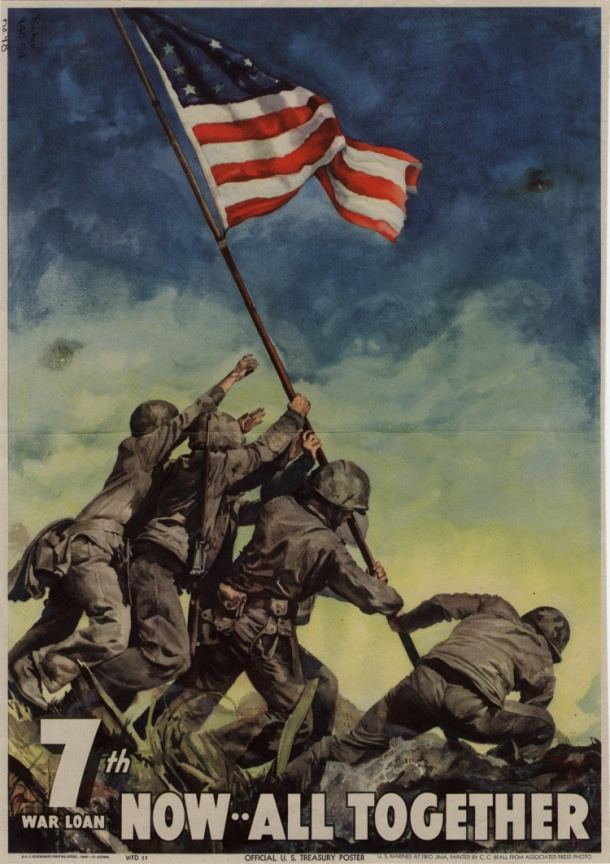 7th
WAR LOAN
NOW··ALL TOGETHER
WFD 11
OFFICIAL U. S. TREASURY POSTER
U. S. MARINES AT IWO JIMA, PAINTED BY C. C. BEALL FROM ASSOCIATED PRESS PHOTO